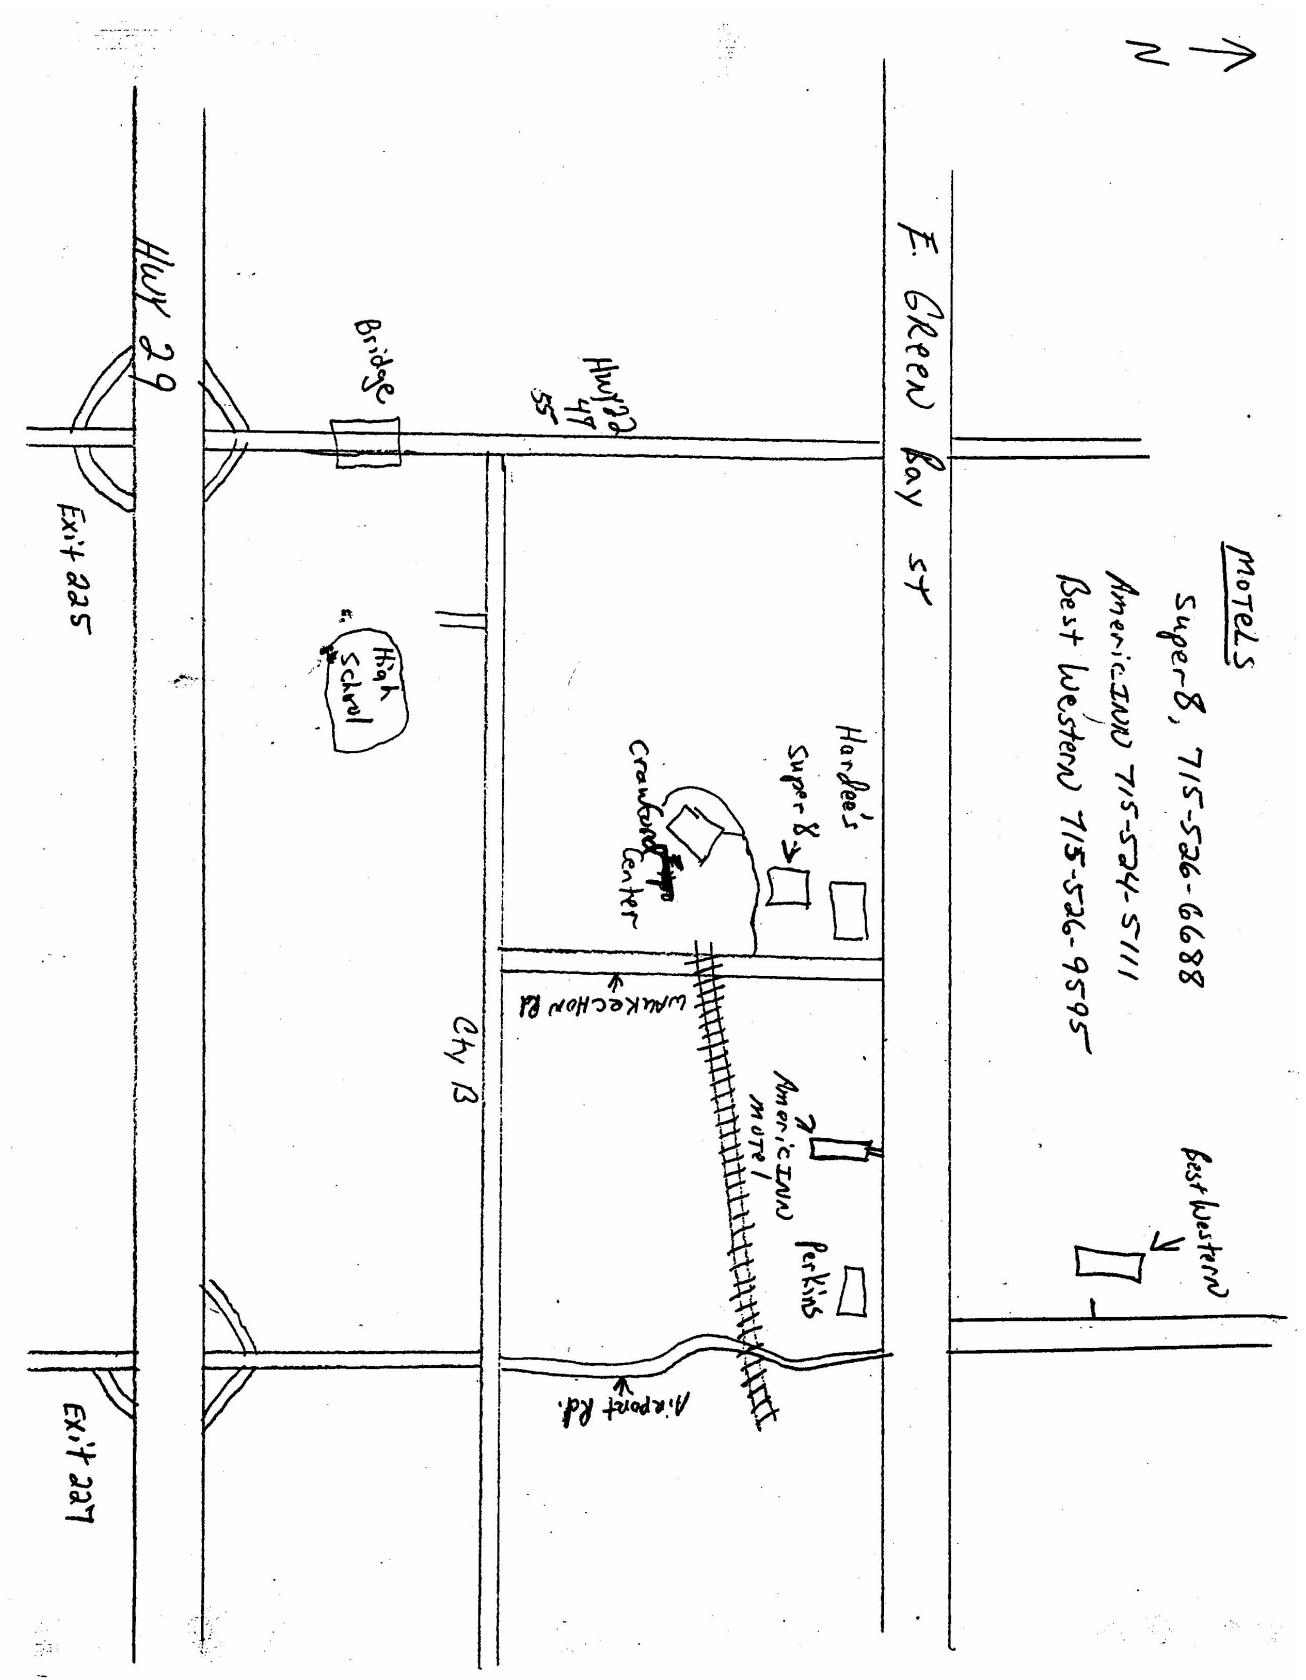 N
MOTELS
Super 8, 715-526-6688
AmericINN 715-524-5111
Best Western 715-526-9595
Best Western
E. GREEN Bay ST
Hardee's
Super 8
AmericINN
MOTEl
Perkins
Hwy 22
47
55
Crawford
Center
WAUKECHON Rd
AiRpoRt Rd.
Bridge
High
School
Cty B
HWY 29
Exit 225
Exit 227